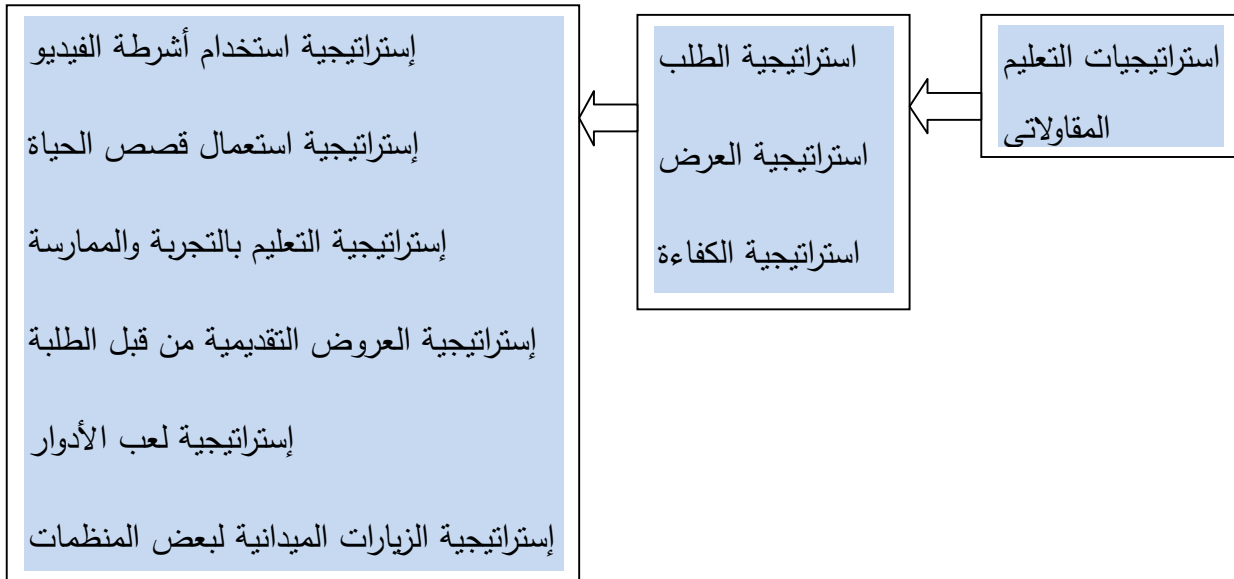 استراتيجيات التعليم
المقاولاتي
استراتيجية الطلب
استراتيجية العرض
استراتيجية الكفاءة
إستراتيجية استخدام أشرطة الفيديو
إستراتيجية استعمال قصص الحياة
إستراتيجية التعليم بالتجربة والممارسة
إستراتيجية العروض التقديمية من قبل الطلبة
إستراتيجية لعب الأدوار
إستراتيجية الزيارات الميدانية لبعض المنظمات